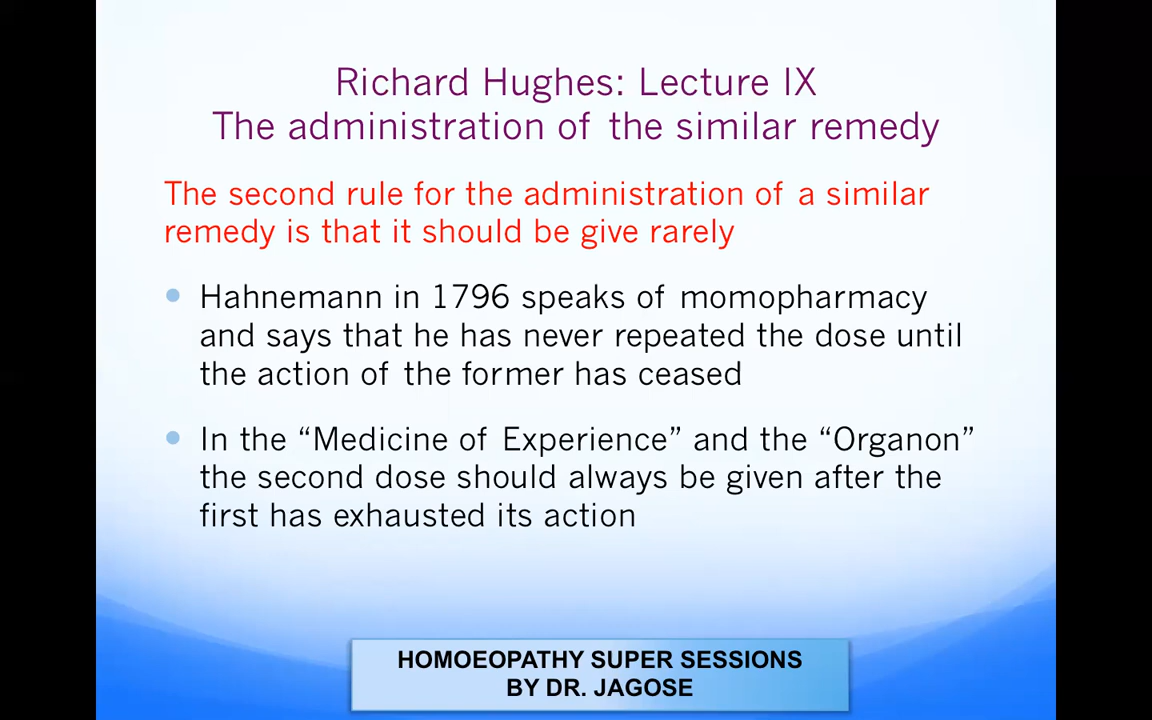 Richard Hughes: Lecture IX
The administration of the similar remedy
The second rule for the administration of a similar
remedy is that it should be give rarely
• Hahnemann in 1796 speaks of momopharmacy
and says that he has never repeated the dose until
the action of the former has ceased
• In the “Medicine of Experience” and the “Organon”
the second dose should always be given after the
first has exhausted its action
HOMOEOPATHY SUPER SESSIONS
BY DR. JAGOSE